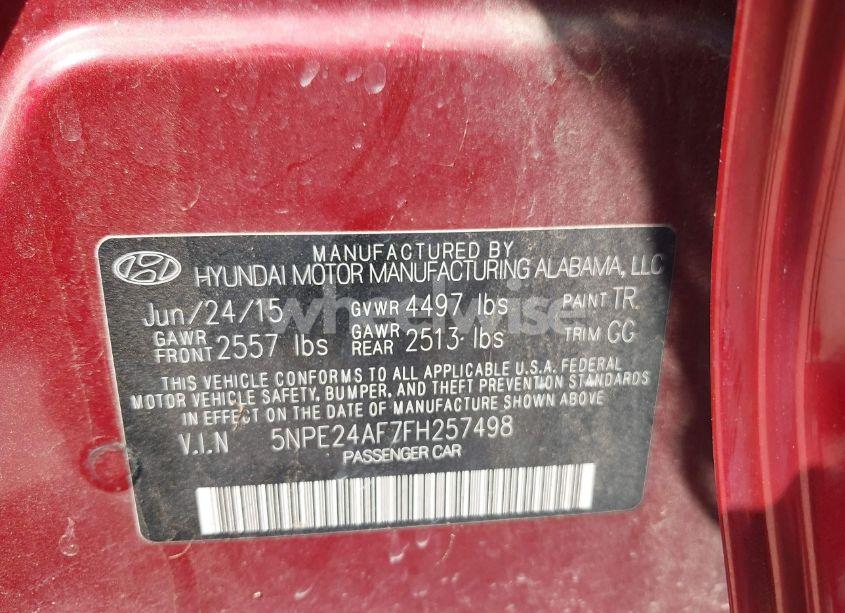 MANUFACTURED BY
HYUNDAI MOTOR MANUFACTURING ALABAMA, LLC
Jun/24/15 GVWR 4497 lbs PAINT TR
GAWR FRONT 2557 lbs GAWR REAR 2513 lbs TRIM GG
THIS VEHICLE CONFORMS TO ALL APPLICABLE U.S.A. FEDERAL
MOTOR VEHICLE SAFETY, BUMPER, AND THEFT PREVENTION STANDARDS
IN EFFECT ON THE DATE OF MANUFACTURE SHOWN ABOVE
V.I.N 5NPE24AF7FH257498
PASSENGER CAR
wheelwise